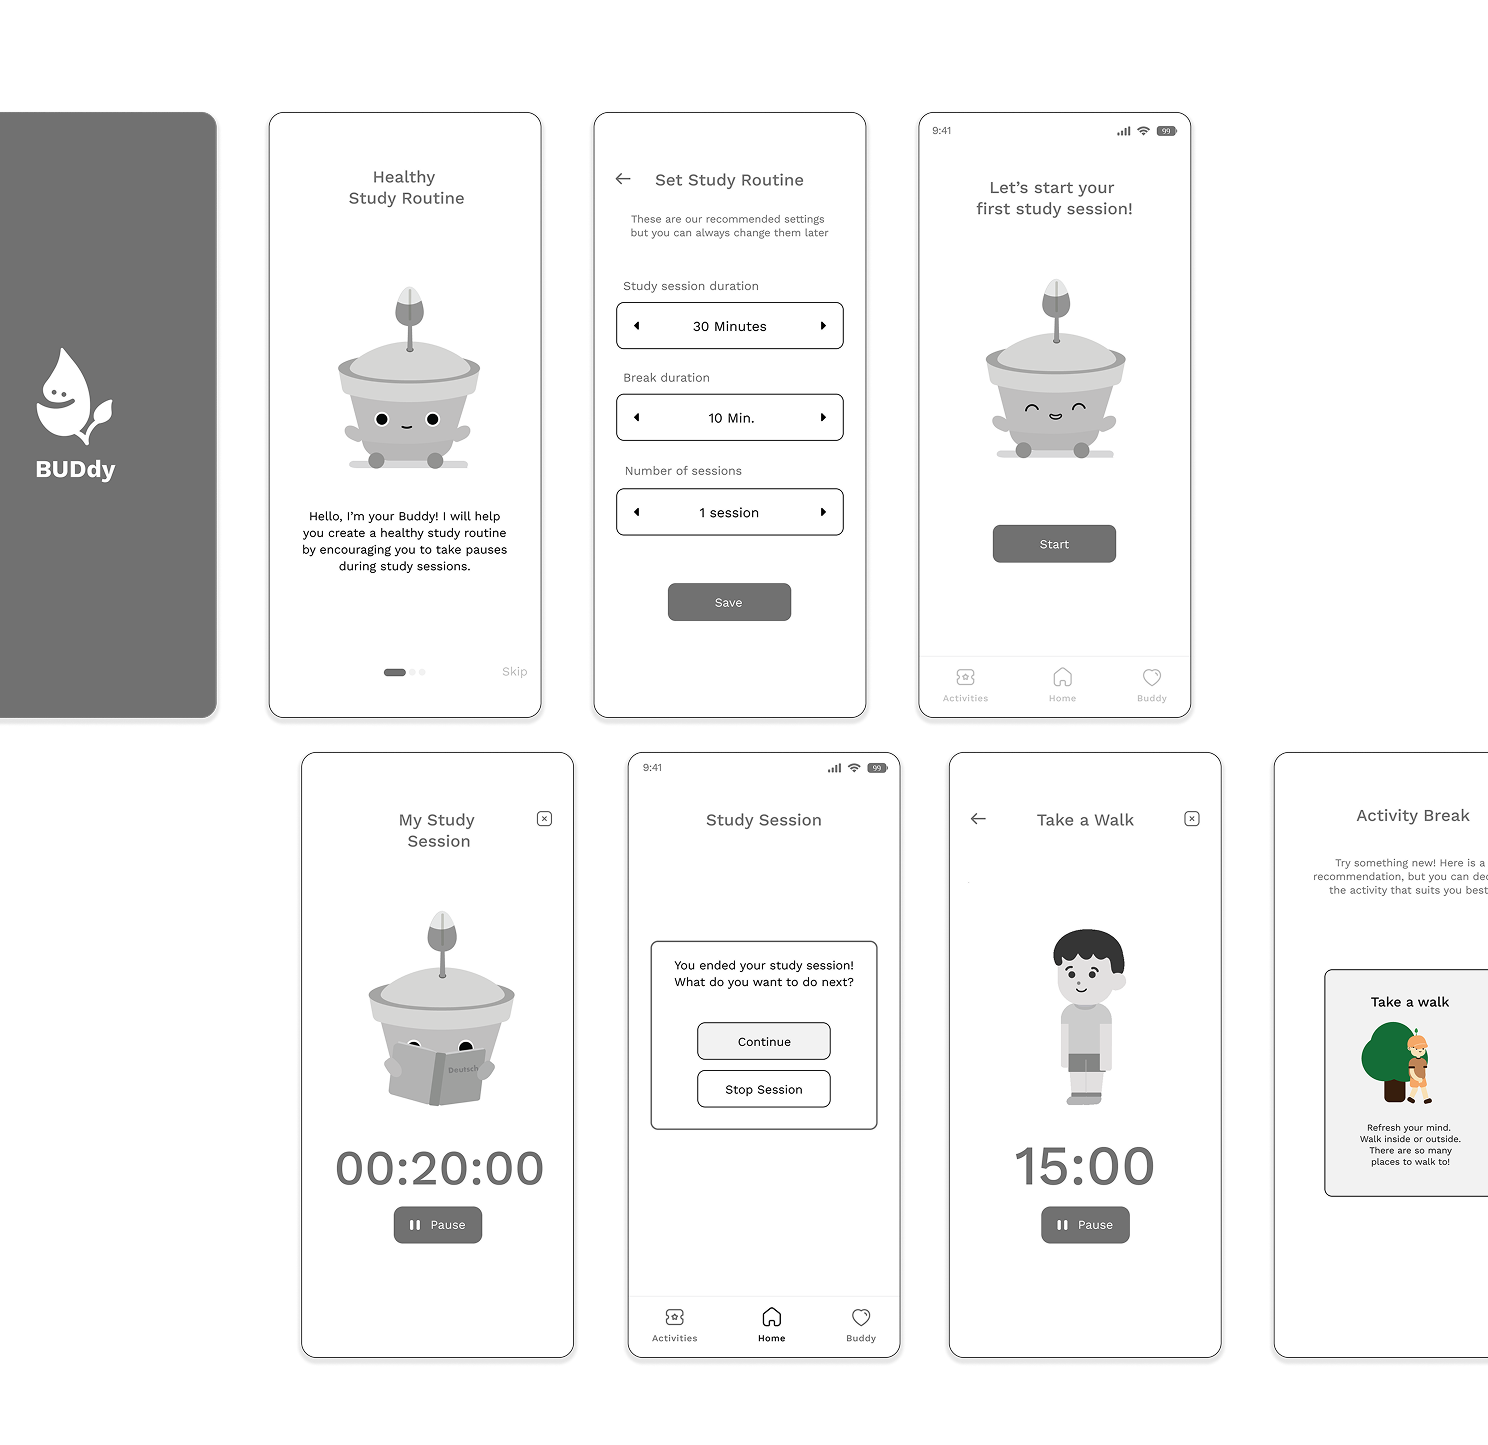 BUDdy
Healthy
Study Routine
Hello, I'm your Buddy! I will help
you create a healthy study routine
by encouraging you to take pauses
during study sessions.
Skip
Set Study Routine
These are our recommended settings
but you can always change them later
Study session duration
30 Minutes
Break duration
10 Min.
Number of sessions
1 session
Save
9:41
99
Let's start your
first study session!
Start
Activities
Home
Buddy
My Study
Session
Deutsch
00:20:00
Pause
9:41
99
Study Session
You ended your study session!
What do you want to do next?
Continue
Stop Session
Activities
Home
Buddy
Take a Walk
15:00
Pause
Activity Break
Try something new! Here is a
recommendation, but you can
the activity that suits you best
Take a walk
Refresh your mind.
Walk inside or outside.
There are so many
places to walk to!